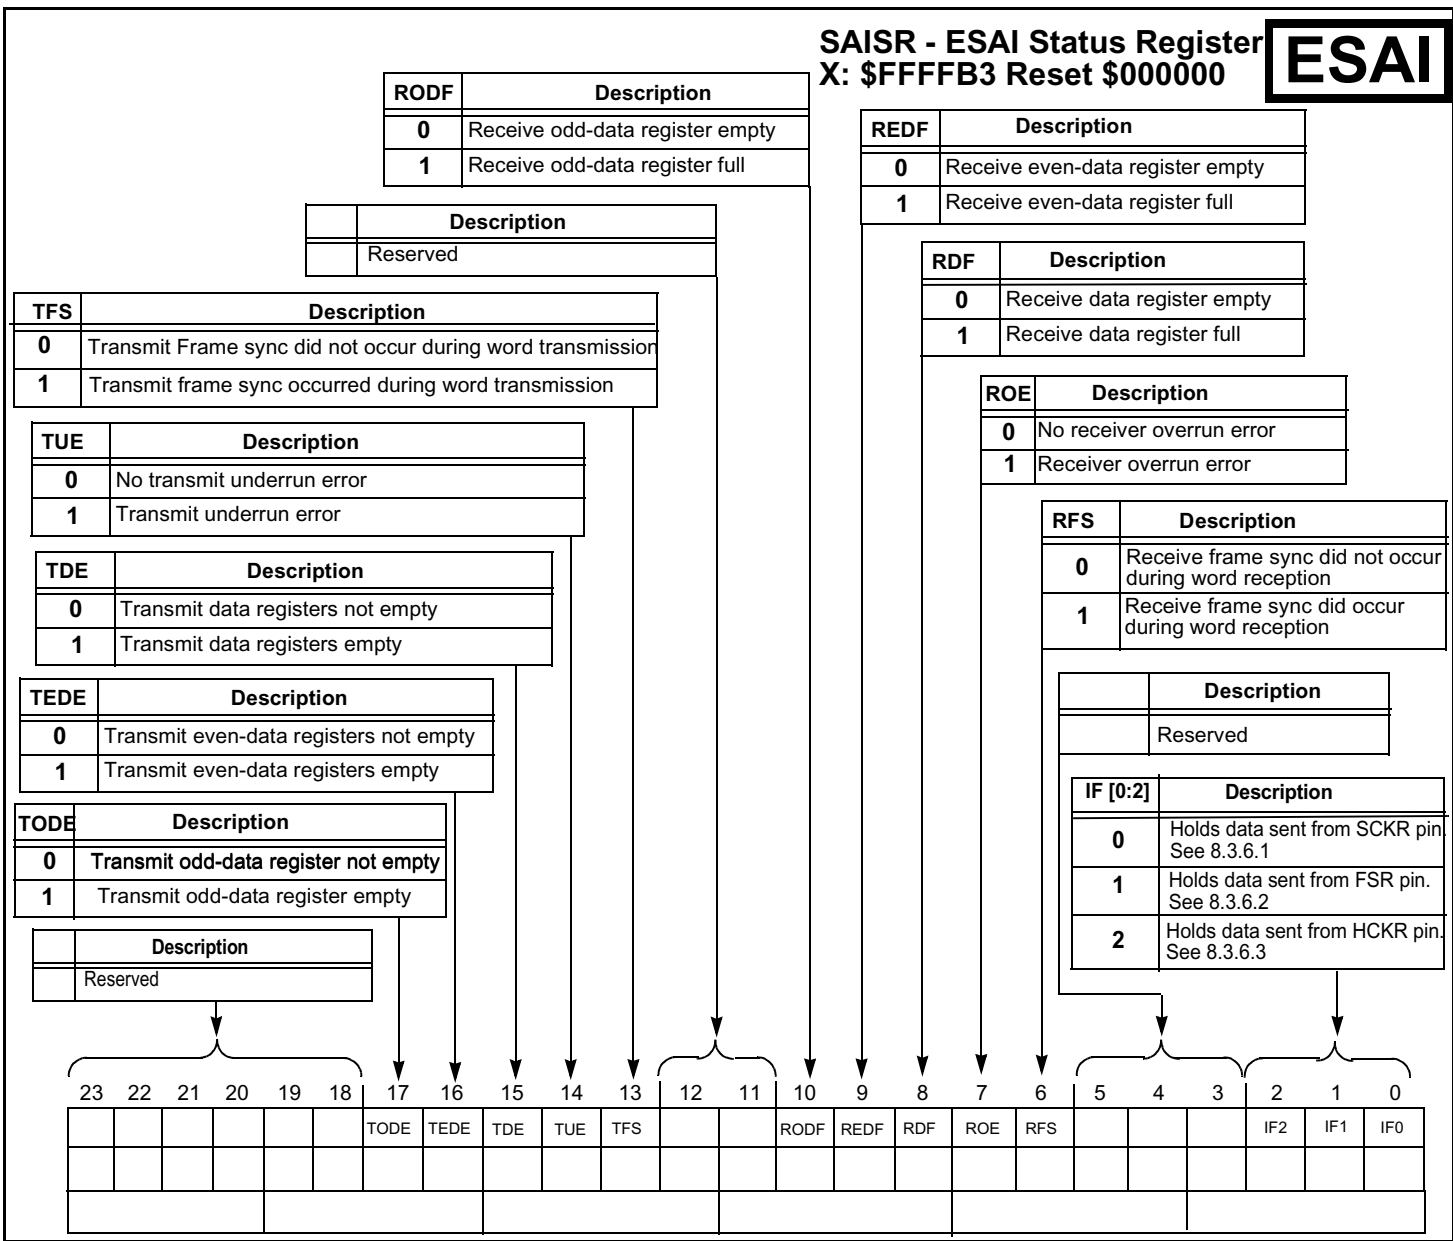 SAISR - ESAI Status Register
X: $FFFFB3 Reset $000000
ESAI
RODF Description
0 Receive odd-data register empty
1 Receive odd-data register full
REDF Description
0 Receive even-data register empty
1 Receive even-data register full
Description
Reserved
RDF Description
0 Receive data register empty
1 Receive data register full
TFS Description
0 Transmit Frame sync did not occur during word transmission
1 Transmit frame sync occurred during word transmission
ROE Description
0 No receiver overrun error
1 Receiver overrun error
TUE Description
0 No transmit underrun error
1 Transmit underrun error
RFS Description
0 Receive frame sync did not occur
during word reception
1 Receive frame sync did occur
during word reception
TDE Description
0 Transmit data registers not empty
1 Transmit data registers empty
Description
Reserved
TEDE Description
0 Transmit even-data registers not empty
1 Transmit even-data registers empty
IF [0:2] Description
0 Holds data sent from SCKR pin.
See 8.3.6.1
1 Holds data sent from FSR pin.
See 8.3.6.2
2 Holds data sent from HCKR pin.
See 8.3.6.3
TODE Description
0 Transmit odd-data register not empty
1 Transmit odd-data register empty
Description
Reserved
23 22 21 20 19 18 17 16 15 14 13 12 11 10 9 8 7 6 5 4 3 2 1 0
TODE TEDE TDE TUE TFS RODF REDF RDF ROE RFS IF2 IF1 IF0